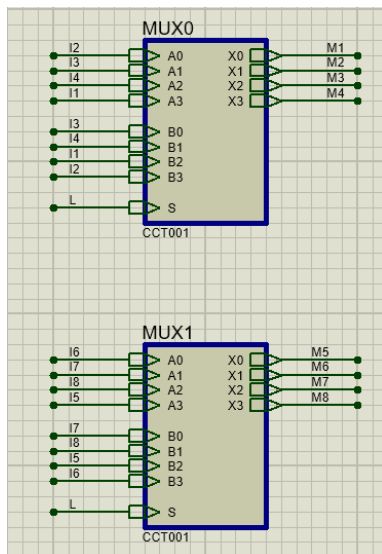 MUX0
I2 A0 X0 M1
I3 A1 X1 M2
I4 A2 X2 M3
I1 A3 X3 M4
I3 B0
I4 B1
I1 B2
I2 B3
L S
CCT001
MUX1
I6 A0 X0 M5
I7 A1 X1 M6
I8 A2 X2 M7
I5 A3 X3 M8
I7 B0
I8 B1
I5 B2
I6 B3
L S
CCT001